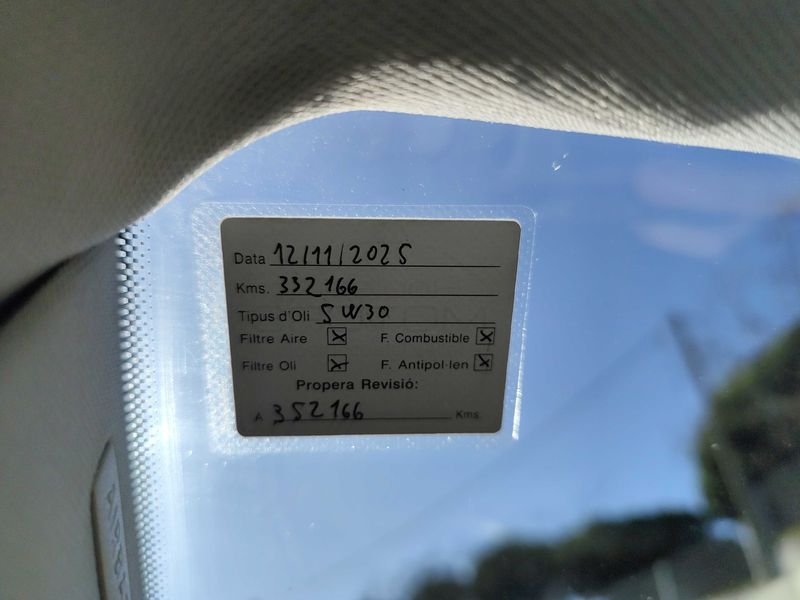 Data 12/11/2025
Kms. 332166
Tipus d'Oli 5W30
Filtre Aire F. Combustible
Filtre Oli F. Antipol·len
Propera Revisió:
A 352166 Kms.